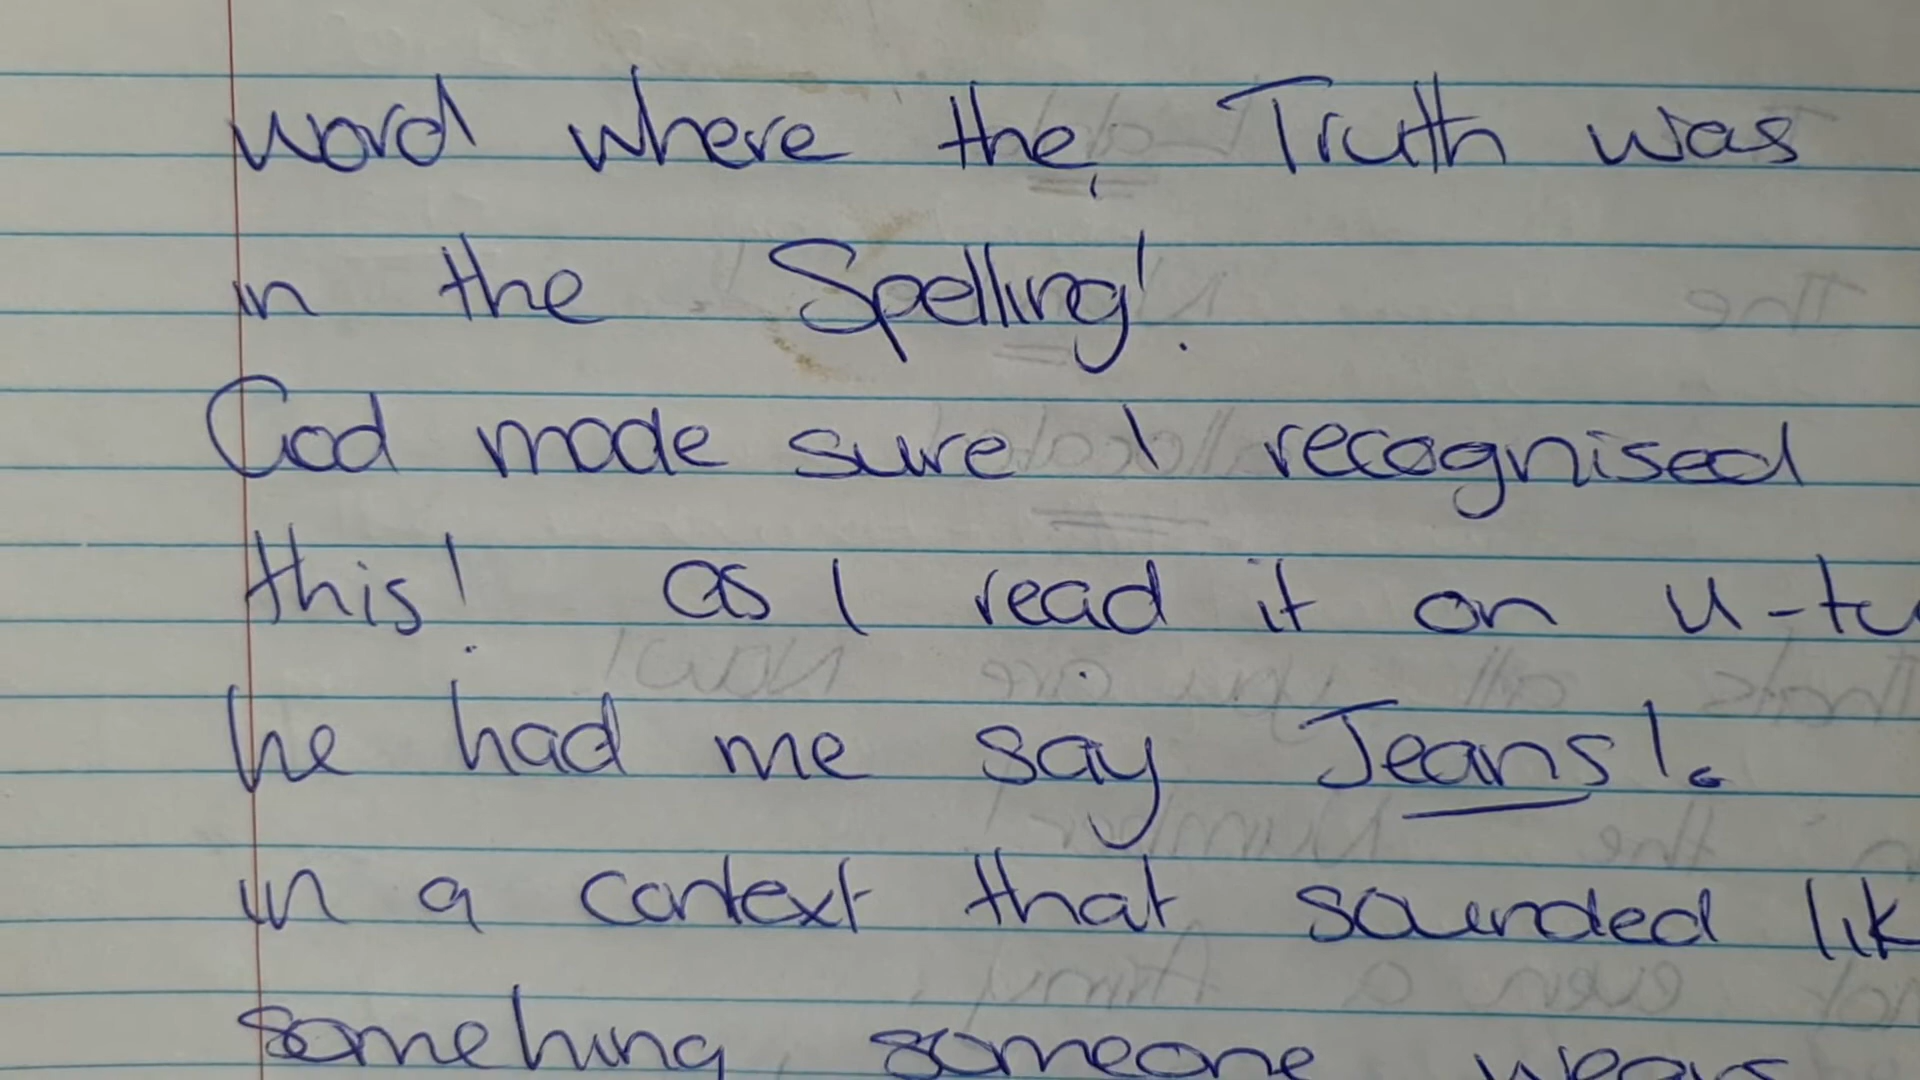 word where the Truth was
in the Spelling!
God made sure I recognised
this! as I read it on u-tu
he had me say Jeans!.
in a context that sounded lik
something someone wears